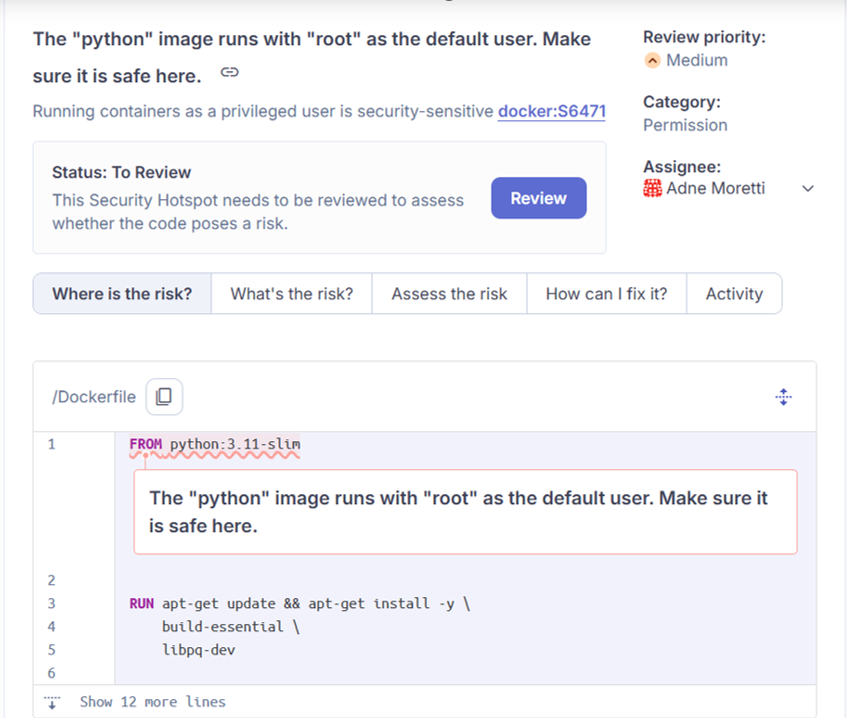 The "python" image runs with "root" as the default user. Make
sure it is safe here.
Running containers as a privileged user is security-sensitive docker:S6471
Review priority:
Medium
Category:
Permission
Assignee:
Adne Moretti
Status: To Review
This Security Hotspot needs to be reviewed to assess
whether the code poses a risk.
Review
Where is the risk?
What's the risk?
Assess the risk
How can I fix it?
Activity
/Dockerfile
1 FROM python:3.11-slim
The "python" image runs with "root" as the default user. Make sure it
is safe here.
2
3 RUN apt-get update && apt-get install -y \
4 build-essential \
5 libpq-dev
6
Show 12 more lines